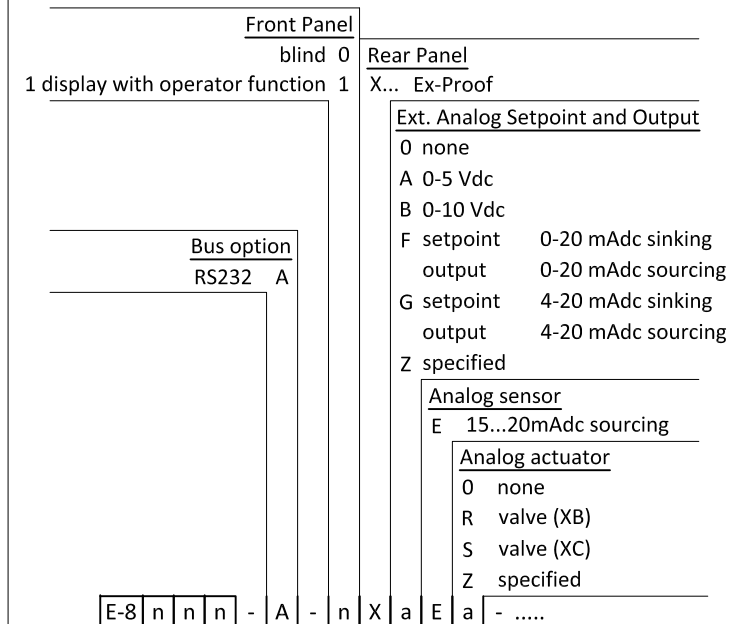 Front Panel
blind 0
1 display with operator function 1
Rear Panel
X... Ex-Proof
Ext. Analog Setpoint and Output
0 none
A 0-5 Vdc
B 0-10 Vdc
F setpoint 0-20 mAdc sinking
output 0-20 mAdc sourcing
G setpoint 4-20 mAdc sinking
output 4-20 mAdc sourcing
Z specified
Bus option
RS232 A
Analog sensor
E 15...20mAdc sourcing
Analog actuator
0 none
R valve (XB)
S valve (XC)
Z specified
E-8 n n n - A - n X a E a - .....